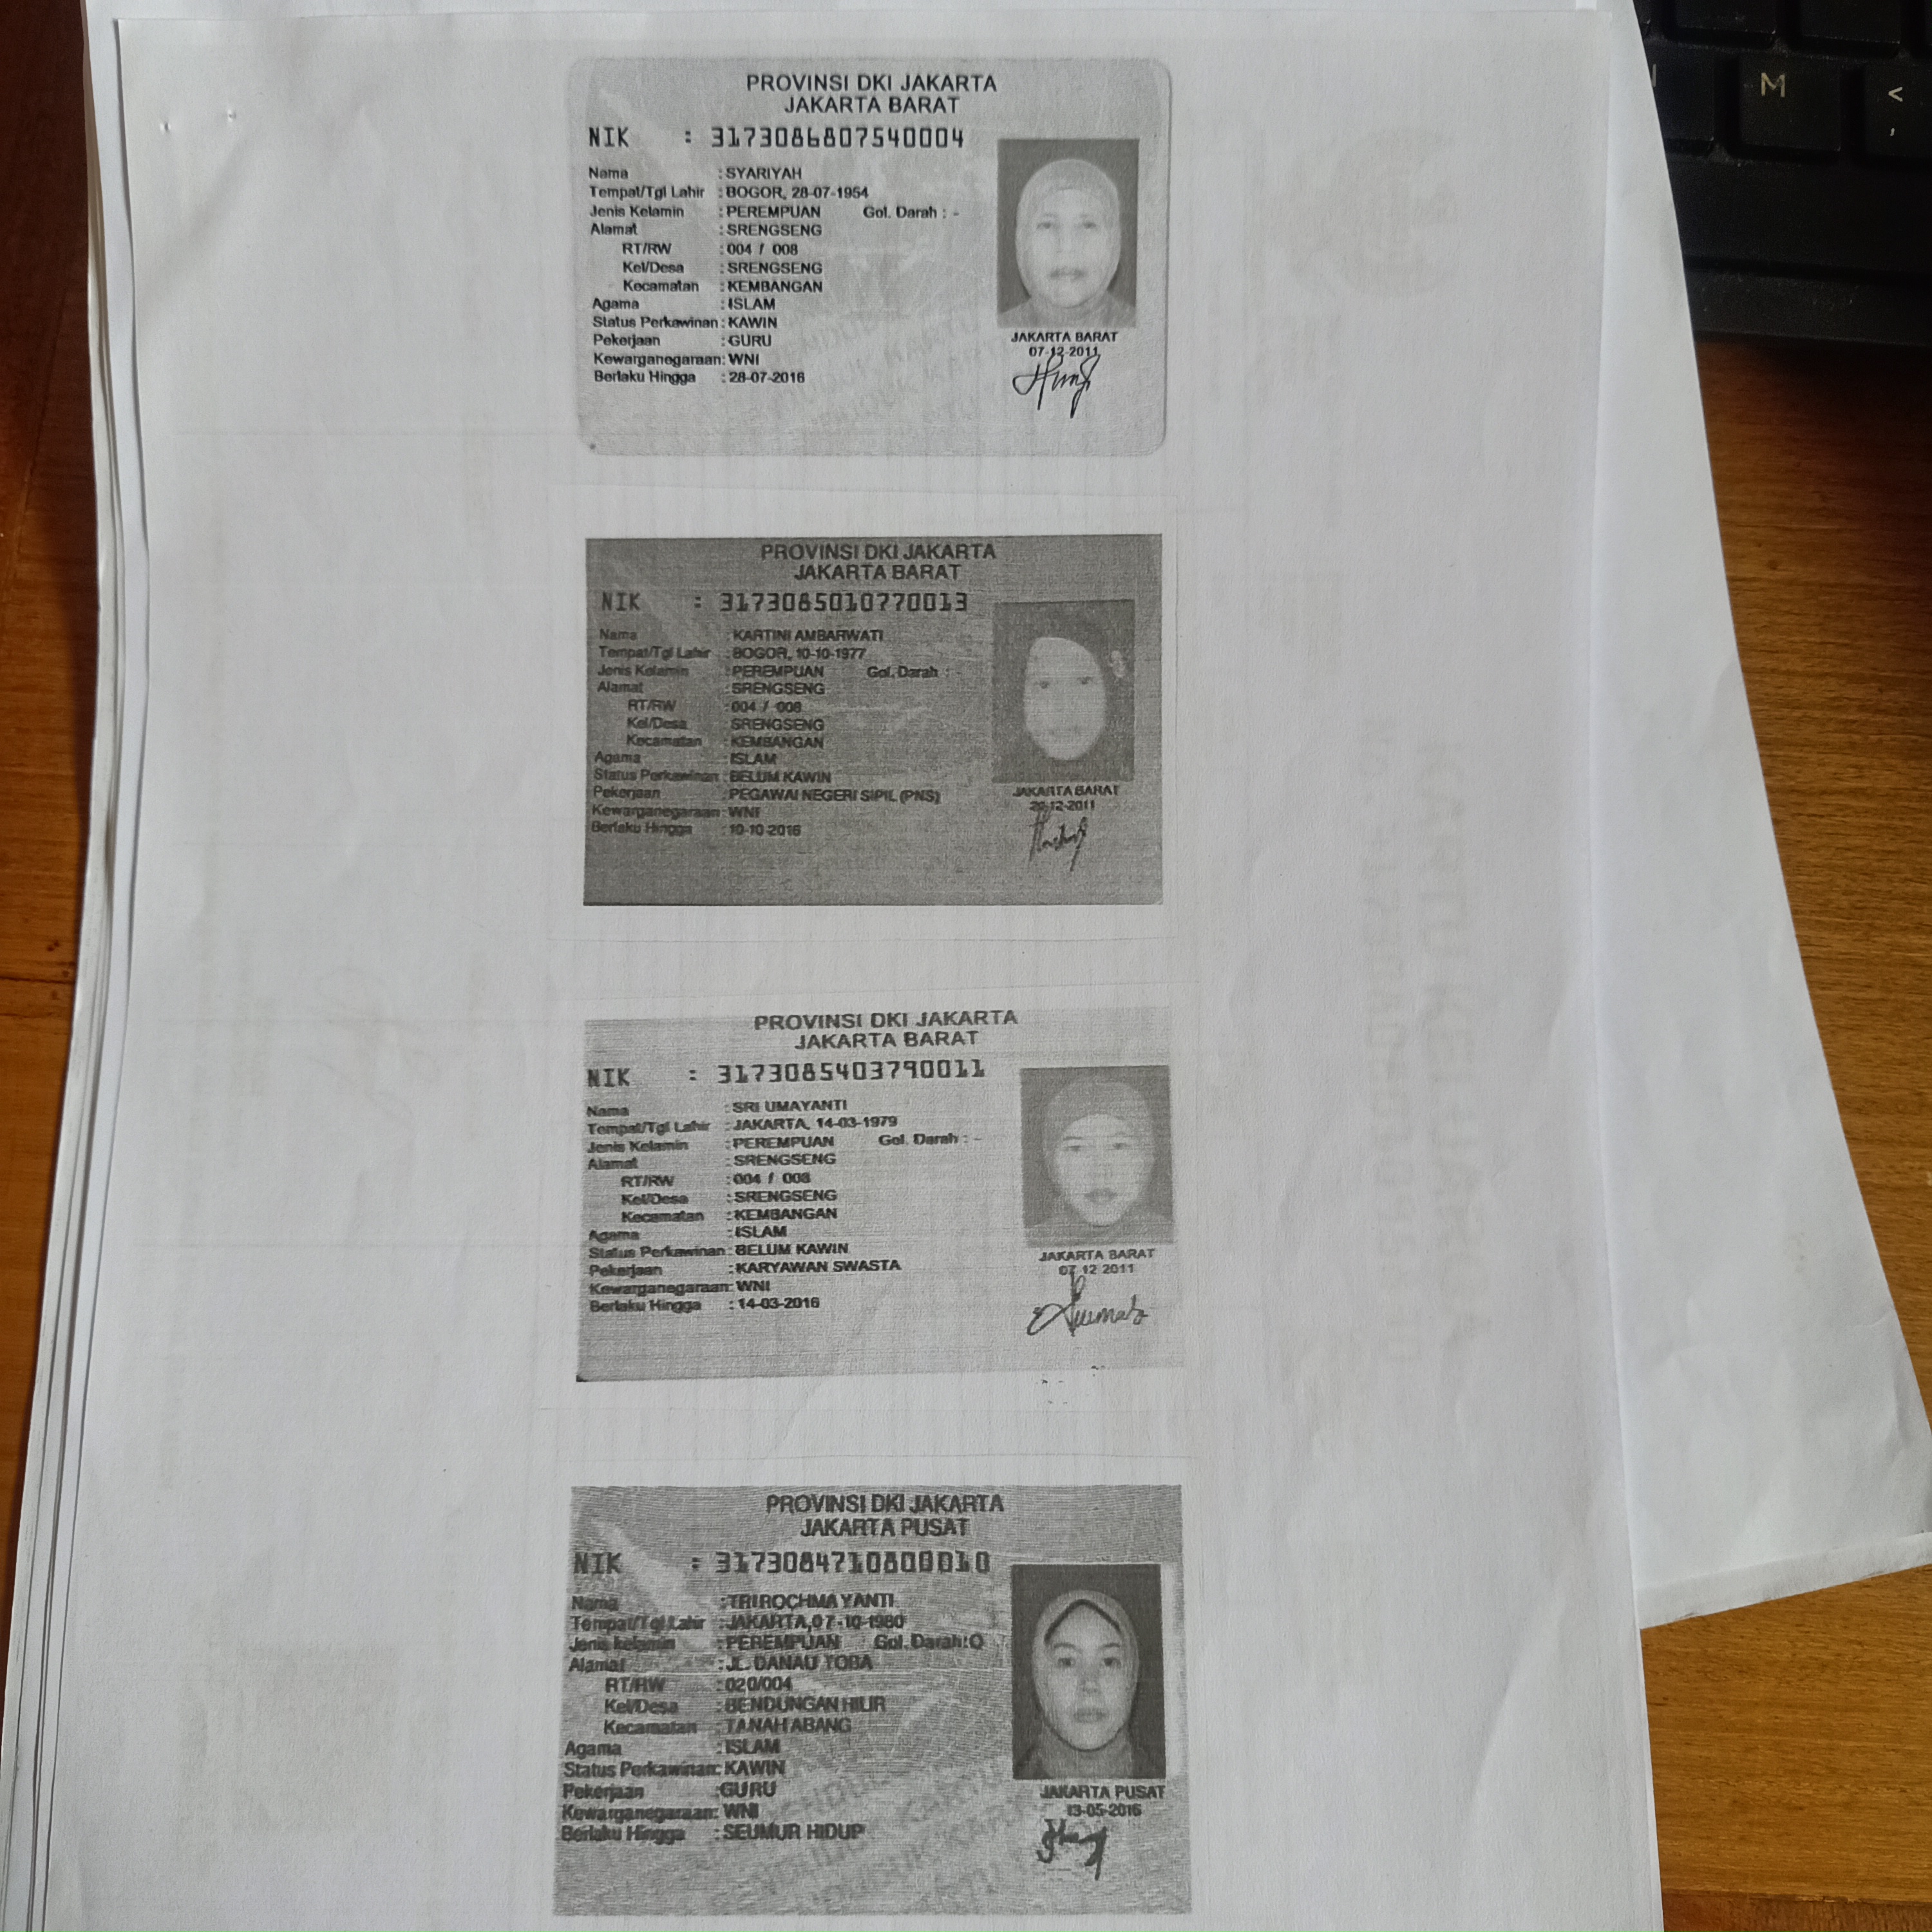 PROVINSI DKI JAKARTA
JAKARTA BARAT
NIK : 3173086807540004
Nama : SYARIYAH
Tempat/Tgl Lahir : BOGOR, 28-07-1954
Jenis Kelamin : PEREMPUAN Gol. Darah : -
Alamat : SRENGSENG
RT/RW : 004 / 008
Kel/Desa : SRENGSENG
Kecamatan : KEMBANGAN
Agama : ISLAM
Status Perkawinan : KAWIN
Pekerjaan : GURU
Kewarganegaraan : WNI
Berlaku Hingga : 28-07-2016
JAKARTA BARAT
07-12-2011
PROVINSI DKI JAKARTA
JAKARTA BARAT
NIK : 3173085010770013
Nama : KARTINI AMBARWATI
Tempat/Tgl Lahir : BOGOR, 10-10-1977
Jenis Kelamin : PEREMPUAN Gol. Darah : -
Alamat : SRENGSENG
RT/RW : 004 / 008
Kel/Desa : SRENGSENG
Kecamatan : KEMBANGAN
Agama : ISLAM
Status Perkawinan : BELUM KAWIN
Pekerjaan : PEGAWAI NEGERI SIPIL (PNS)
Kewarganegaraan : WNI
Berlaku Hingga : 10-10-2016
JAKARTA BARAT
PROVINSI DKI JAKARTA
JAKARTA BARAT
NIK : 3173085403790011
Nama : SRI UMAYANTI
Tempat/Tgl Lahir : JAKARTA, 14-03-1979
Jenis Kelamin : PEREMPUAN Gol. Darah : -
Alamat : SRENGSENG
RT/RW : 004 / 008
Kel/Desa : SRENGSENG
Kecamatan : KEMBANGAN
Agama : ISLAM
Status Perkawinan : BELUM KAWIN
Pekerjaan : KARYAWAN SWASTA
Kewarganegaraan : WNI
Berlaku Hingga : 14-03-2016
JAKARTA BARAT
07 12 2011
PROVINSI DKI JAKARTA
JAKARTA PUSAT
NIK : 3173084710800010
Nama : TRI ROCHMA YANTI
Tempat/Tgl Lahir : JAKARTA,07-10-1980
Jenis kelamin : PEREMPUAN Gol. Darah:O
Alamat : JL. DANAU TOBA
RT/RW : 020/004
Kel/Desa : BENDUNGAN HILIR
Kecamatan : TANAH ABANG
Agama : ISLAM
Status Perkawinan: KAWIN
Pekerjaan :GURU
Kewarganegaraan: WNI
Berlaku Hingga : SEUMUR HIDUP
JAKARTA PUSAT
13-05-2016
M
<
,